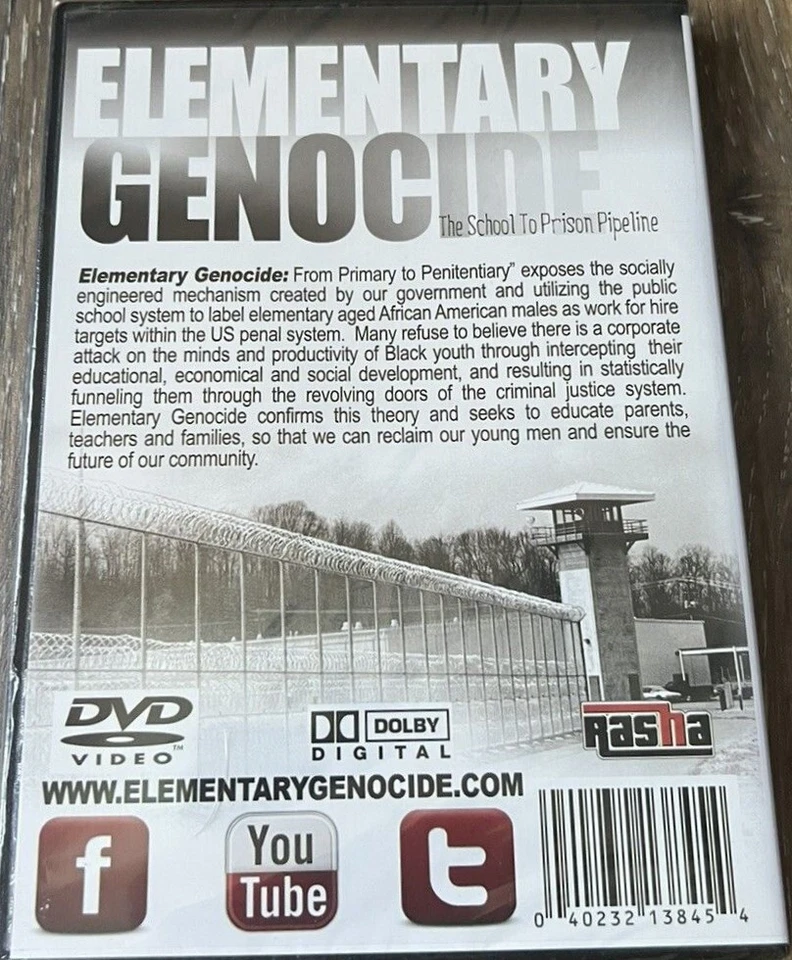 ELEMENTARY
GENOCIDE
The School To Prison Pipeline
Elementary Genocide: From Primary to Penitentiary” exposes the socially
engineered mechanism created by our government and utilizing the public
school system to label elementary aged African American males as work for hire
targets within the US penal system. Many refuse to believe there is a corporate
attack on the minds and productivity of Black youth through intercepting their
educational, economical and social development, and resulting in statistically
funneling them through the revolving doors of the criminal justice system.
Elementary Genocide confirms this theory and seeks to educate parents,
teachers and families, so that we can reclaim our young men and ensure the
future of our community.
DVD
VIDEO™
DOLBY
DIGITAL
Rasha
WWW.ELEMENTARYGENOCIDE.COM
f
You
Tube
t
0 40232 13845 4